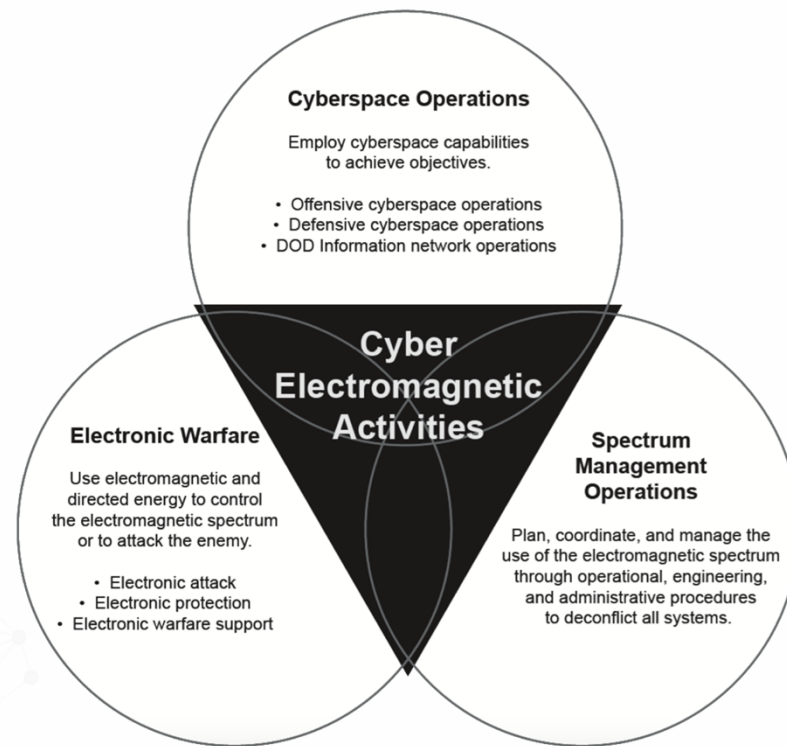 Cyberspace Operations
Employ cyberspace capabilities
to achieve objectives.
• Offensive cyberspace operations
• Defensive cyberspace operations
• DOD Information network operations
Cyber
Electromagnetic
Activities
Electronic Warfare
Use electromagnetic and
directed energy to control
the electromagnetic spectrum
or to attack the enemy.
• Electronic attack
• Electronic protection
• Electronic warfare support
Spectrum
Management
Operations
Plan, coordinate, and manage the
use of the electromagnetic spectrum
through operational, engineering,
and administrative procedures
to deconflict all systems.